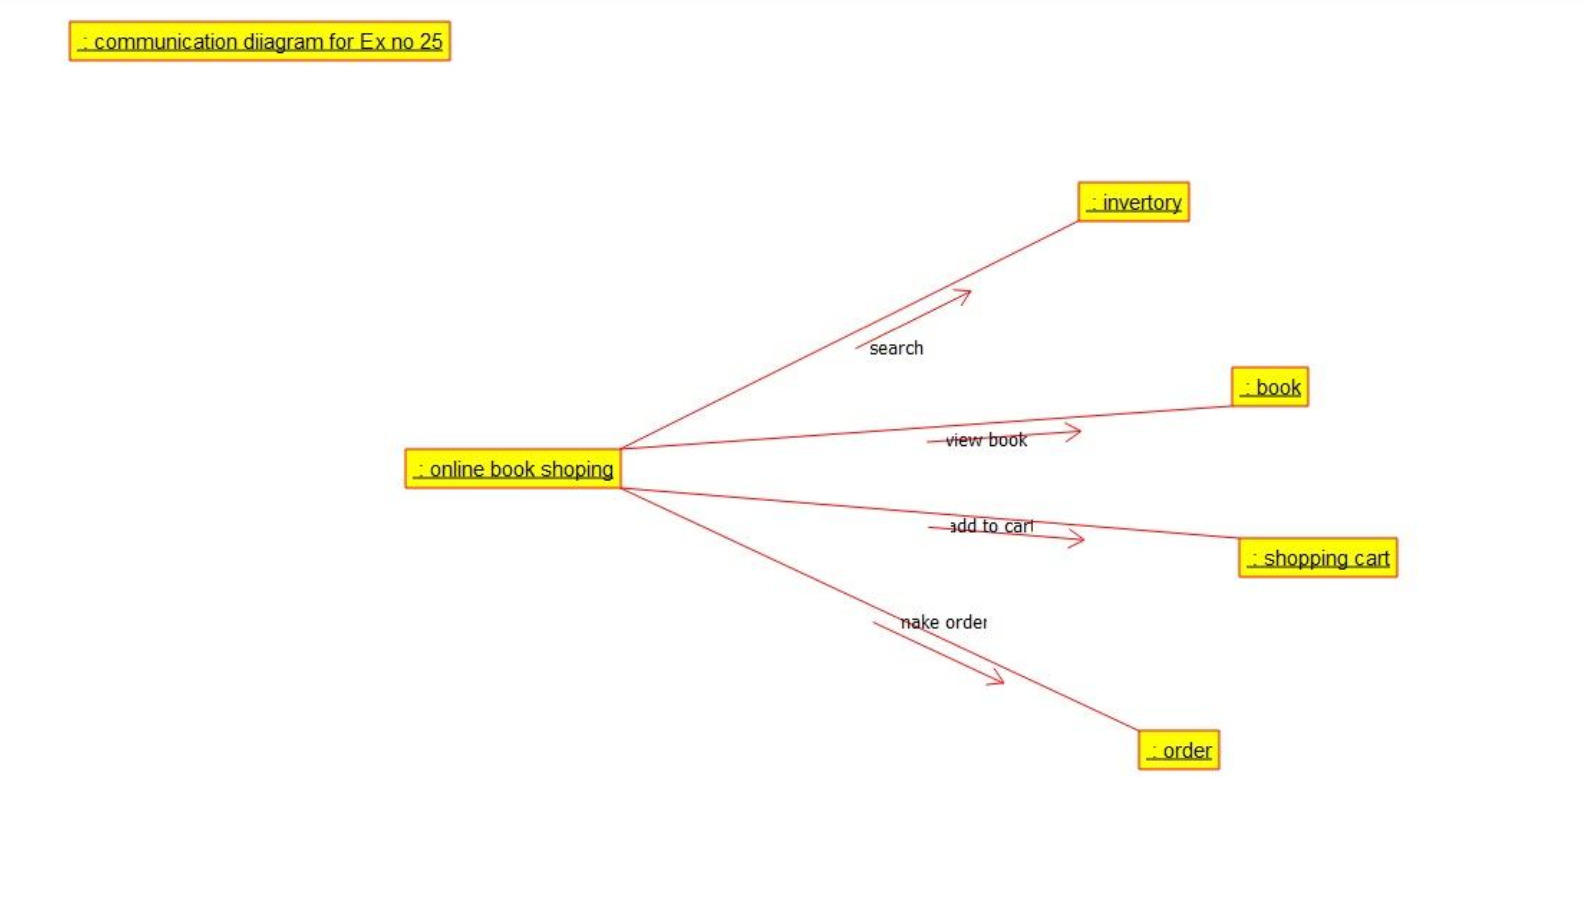 : communication diiagram for Ex no 25
: invertory
search
: book
view book
: online book shoping
add to cart
: shopping cart
nake order
: order